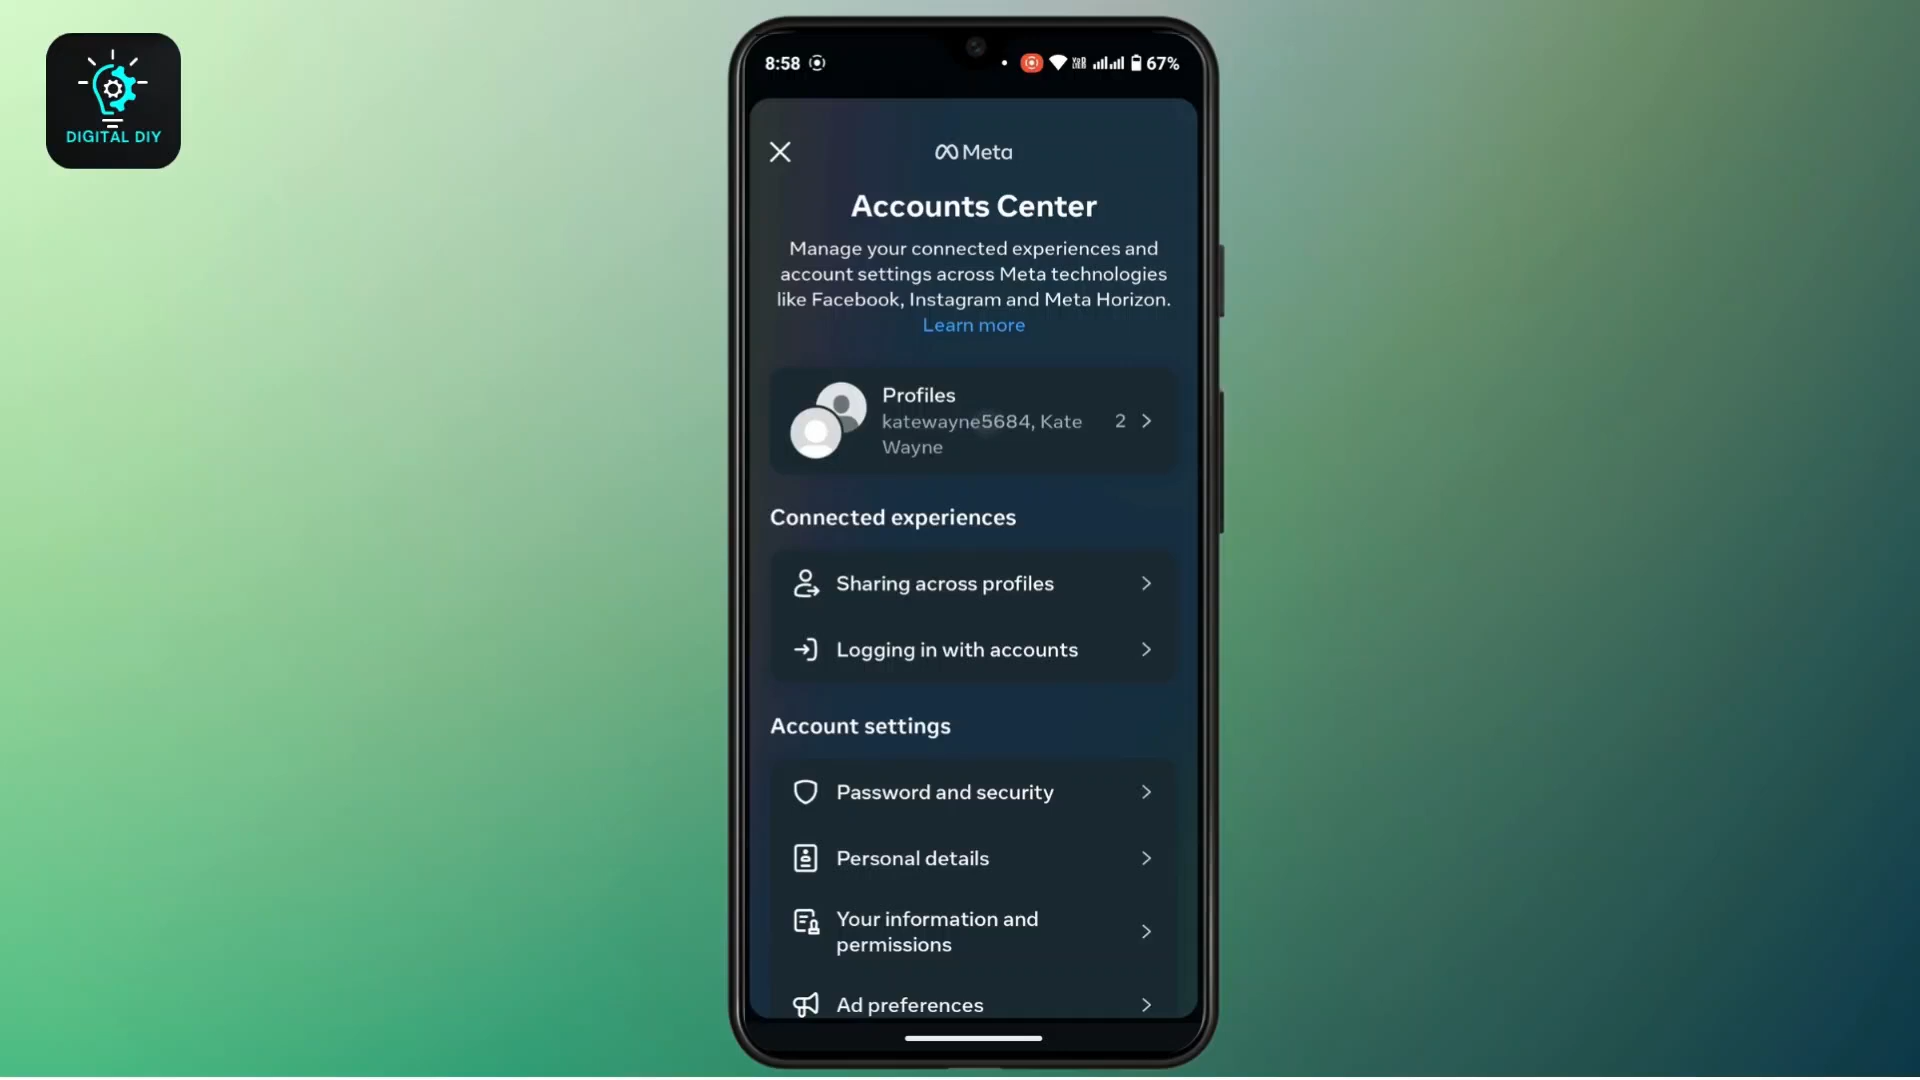 DIGITAL DIY
8:58
67%
Meta
Accounts Center
Manage your connected experiences and
account settings across Meta technologies
like Facebook, Instagram and Meta Horizon.
Learn more
Profiles
katewayne5684, Kate
Wayne
2
Connected experiences
Sharing across profiles
Logging in with accounts
Account settings
Password and security
Personal details
Your information and
permissions
Ad preferences